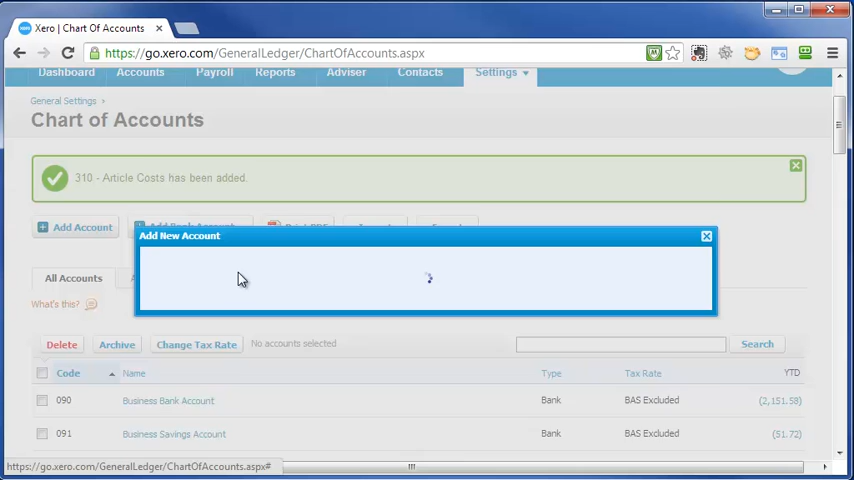 Xero | Chart Of Accounts
https://go.xero.com/GeneralLedger/ChartOfAccounts.aspx
Dashboard Accounts Payroll Reports Adviser Contacts Settings
General Settings ›
Chart of Accounts
310 - Article Costs has been added.
Add Account
Add New Account
All Accounts
What's this?
Delete Archive Change Tax Rate No accounts selected Search
Code Name Type Tax Rate YTD
090 Business Bank Account Bank BAS Excluded (2,151.58)
091 Business Savings Account Bank BAS Excluded (51.72)
https://go.xero.com/GeneralLedger/ChartOfAccounts.aspx#